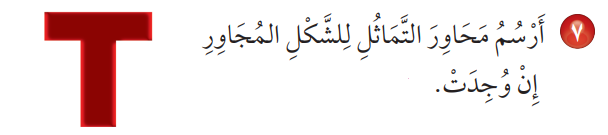 ٧ أَرْسُمُ مَحَاوِرَ التَّمَاثُلِ لِلشَّكْلِ المُجَاوِرِ
إِنْ وُجِدَتْ.
T